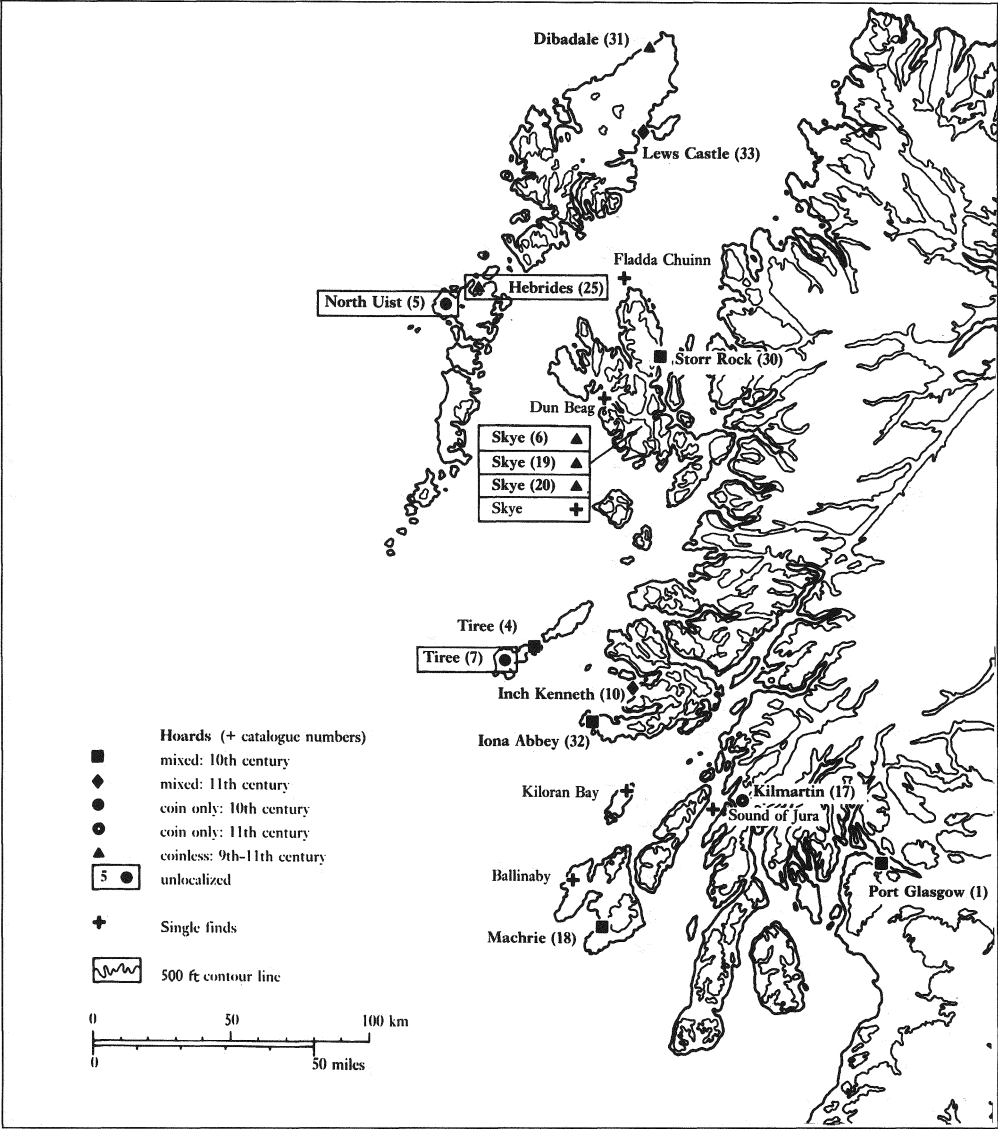 Dibadale (31)
Lews Castle (33)
Fladda Chuinn
Hebrides (25)
North Uist (5)
Storr Rock (30)
Dun Beag
Skye (6)
Skye (19)
Skye (20)
Skye
Tiree (4)
Tiree (7)
Inch Kenneth (10)
Iona Abbey (32)
Kiloran Bay
Kilmartin (17)
Sound of Jura
Ballinaby
Port Glasgow (1)
Machrie (18)
Hoards (+ catalogue numbers)
mixed: 10th century
mixed: 11th century
coin only: 10th century
coin only: 11th century
coinless: 9th-11th century
5 unlocalized
Single finds
500 ft contour line
0 50 100 km
0 50 miles